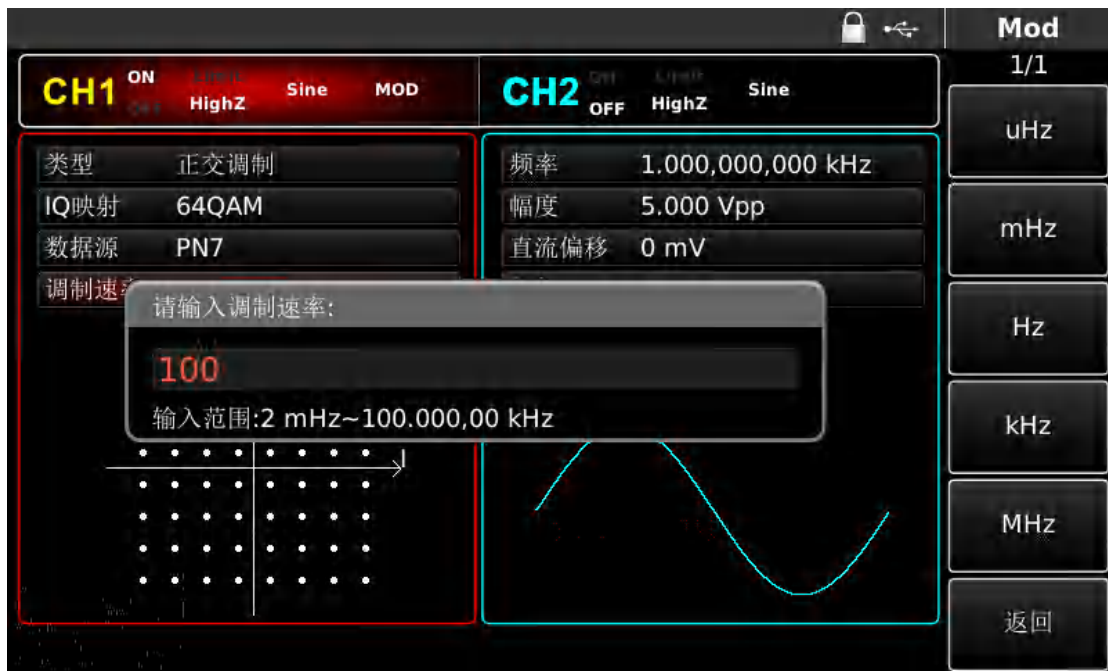 Mod
1/1
CH1 ON Sine MOD
HighZ
CH2 OFF HighZ Sine
类型 正交调制
IQ映射 64QAM
数据源 PN7
调制速
频率 1.000,000,000 kHz
幅度 5.000 Vpp
直流偏移 0 mV
请输入调制速率:
100
输入范围:2 mHz~100.000,00 kHz
I
uHz
mHz
Hz
kHz
MHz
返回